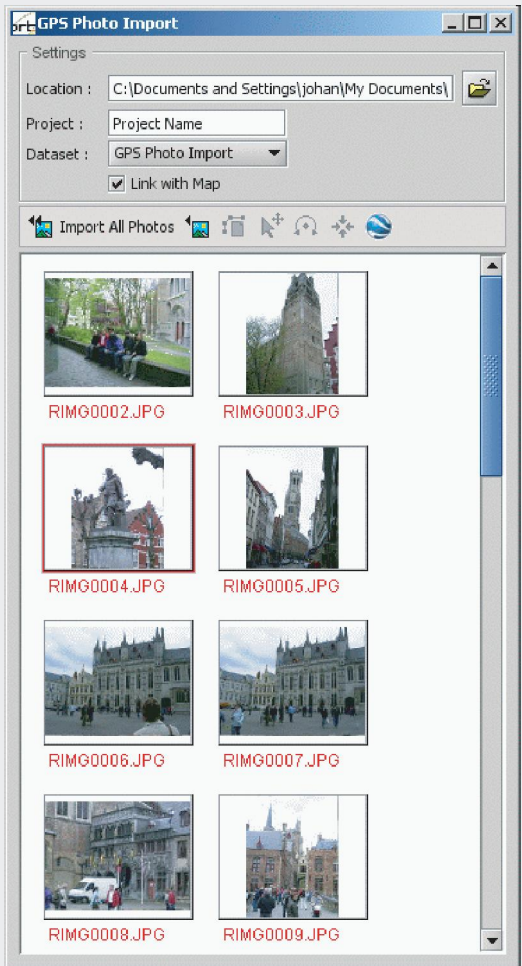 GPS Photo Import
Settings
Location : C:\Documents and Settings\johan\My Documents\
Project : Project Name
Dataset : GPS Photo Import
Link with Map
Import All Photos
RIMG0002.JPG RIMG0003.JPG
RIMG0004.JPG RIMG0005.JPG
RIMG0006.JPG RIMG0007.JPG
RIMG0008.JPG RIMG0009.JPG